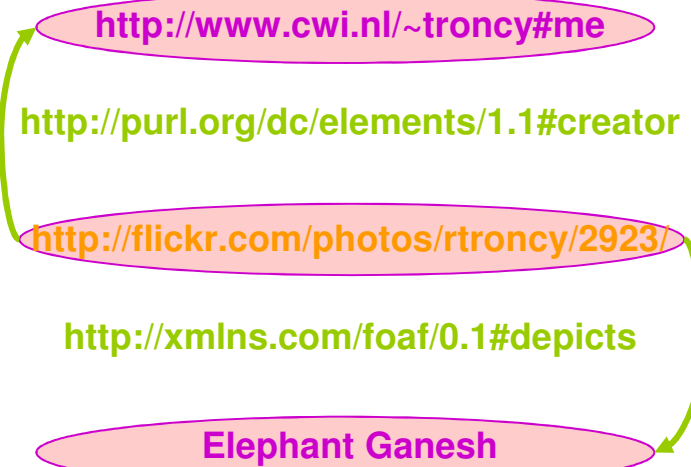 http://www.cwi.nl/~troncy#me
http://purl.org/dc/elements/1.1#creator
http://flickr.com/photos/rtroncy/2923/
http://xmlns.com/foaf/0.1#depicts
Elephant Ganesh